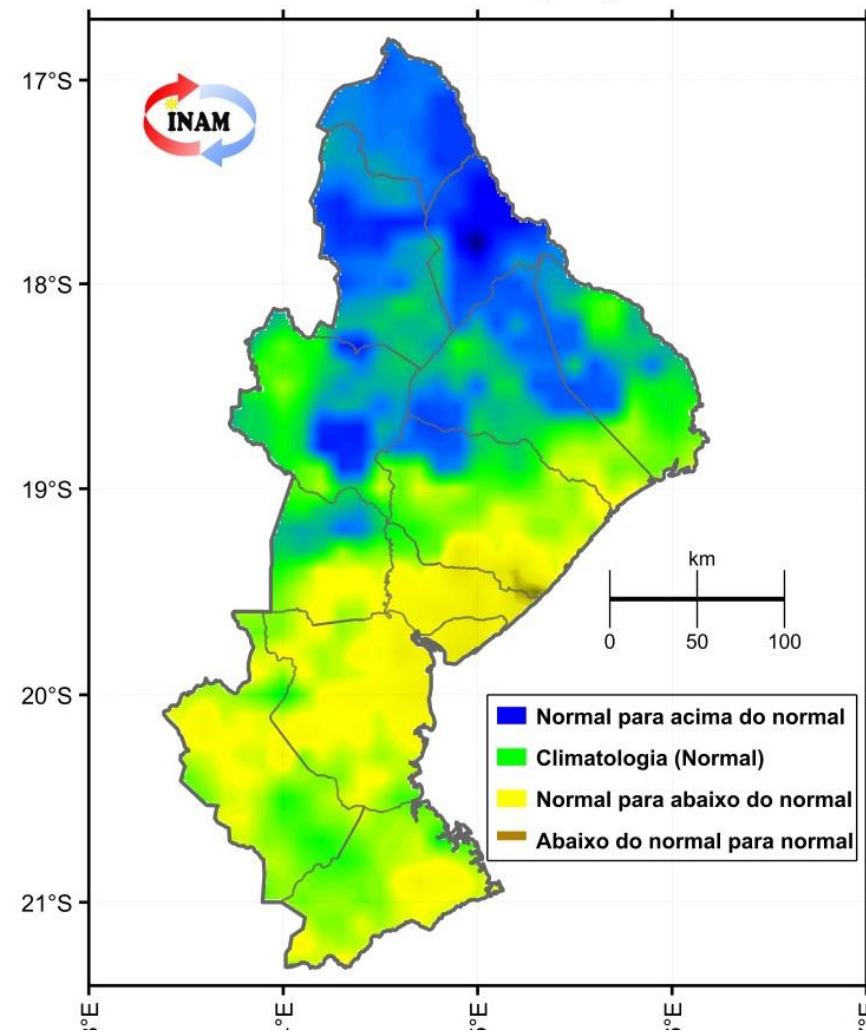 17°S
INAM
18°S
19°S
km
0 50 100
20°S
Normal para acima do normal
Climatologia (Normal)
Normal para abaixo do normal
Abaixo do normal para normal
21°S